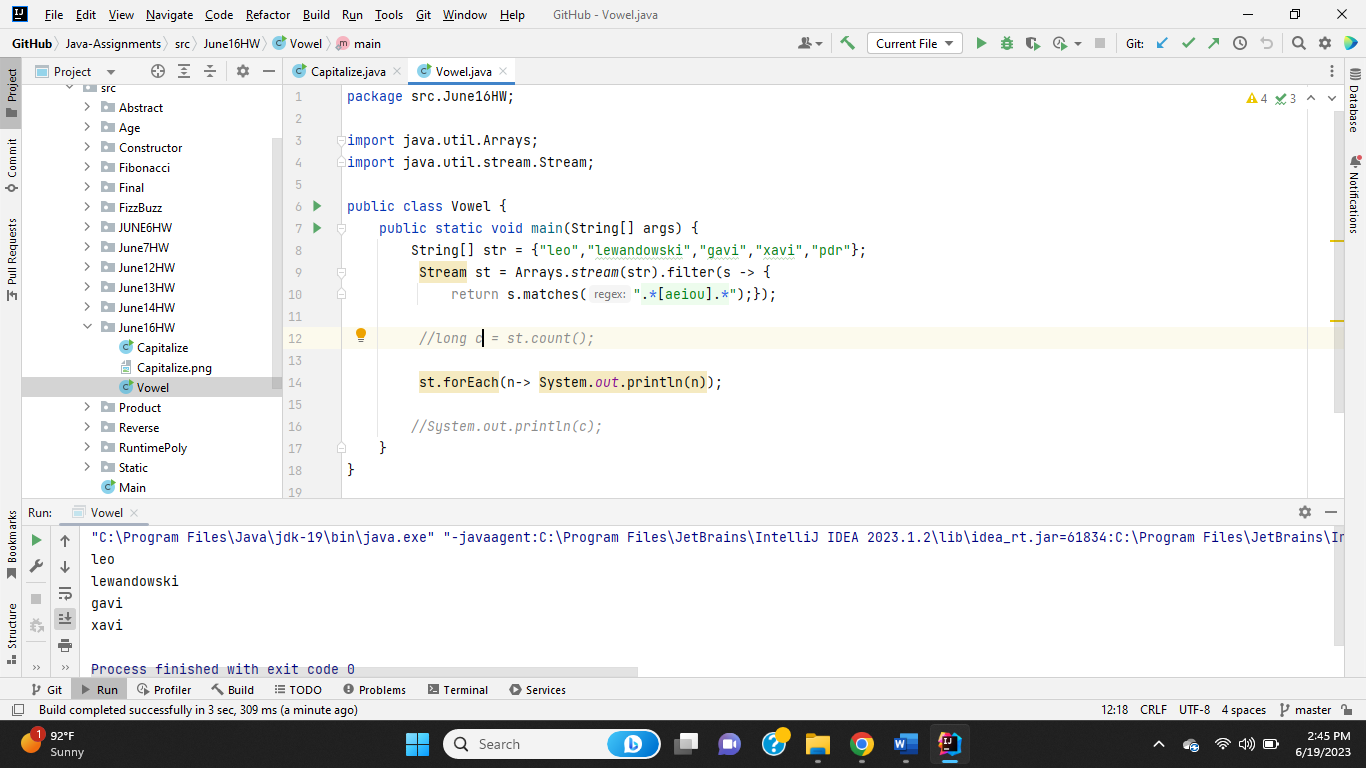 File Edit View Navigate Code Refactor Build Run Tools Git Window Help GitHub - Vowel.java
GitHub Java-Assignments src June16HW Vowel main Current File Git:
Project
Capitalize.java Vowel.java
src
Abstract
Age
Constructor
Fibonacci
Final
FizzBuzz
JUNE6HW
June7HW
June12HW
June13HW
June14HW
June16HW
Capitalize
Capitalize.png
Vowel
Product
Reverse
RuntimePoly
Static
Main
Project
Commit
Pull Requests
Bookmarks
Structure
4 3
1 package src.June16HW;
2
3 import java.util.Arrays;
4 import java.util.stream.Stream;
5
6 public class Vowel {
7 public static void main(String[] args) {
8 String[] str = {"leo","lewandowski","gavi","xavi","pdr"};
9 Stream st = Arrays.stream(str).filter(s -> {
10 return s.matches( regex: ".*[aeiou].*");});
11
12 //long c = st.count();
13
14 st.forEach(n-> System.out.println(n));
15
16 //System.out.println(c);
17 }
18 }
19
Database
Notifications
Run: Vowel
"C:\Program Files\Java\jdk-19\bin\java.exe" "-javaagent:C:\Program Files\JetBrains\IntelliJ IDEA 2023.1.2\lib\idea_rt.jar=61834:C:\Program Files\JetBrains\In
leo
lewandowski
gavi
xavi
Process finished with exit code 0
Git Run Profiler Build TODO Problems Terminal Services
Build completed successfully in 3 sec, 309 ms (a minute ago) 12:18 CRLF UTF-8 4 spaces master
1 92°F
Sunny
Search
2:45 PM
6/19/2023